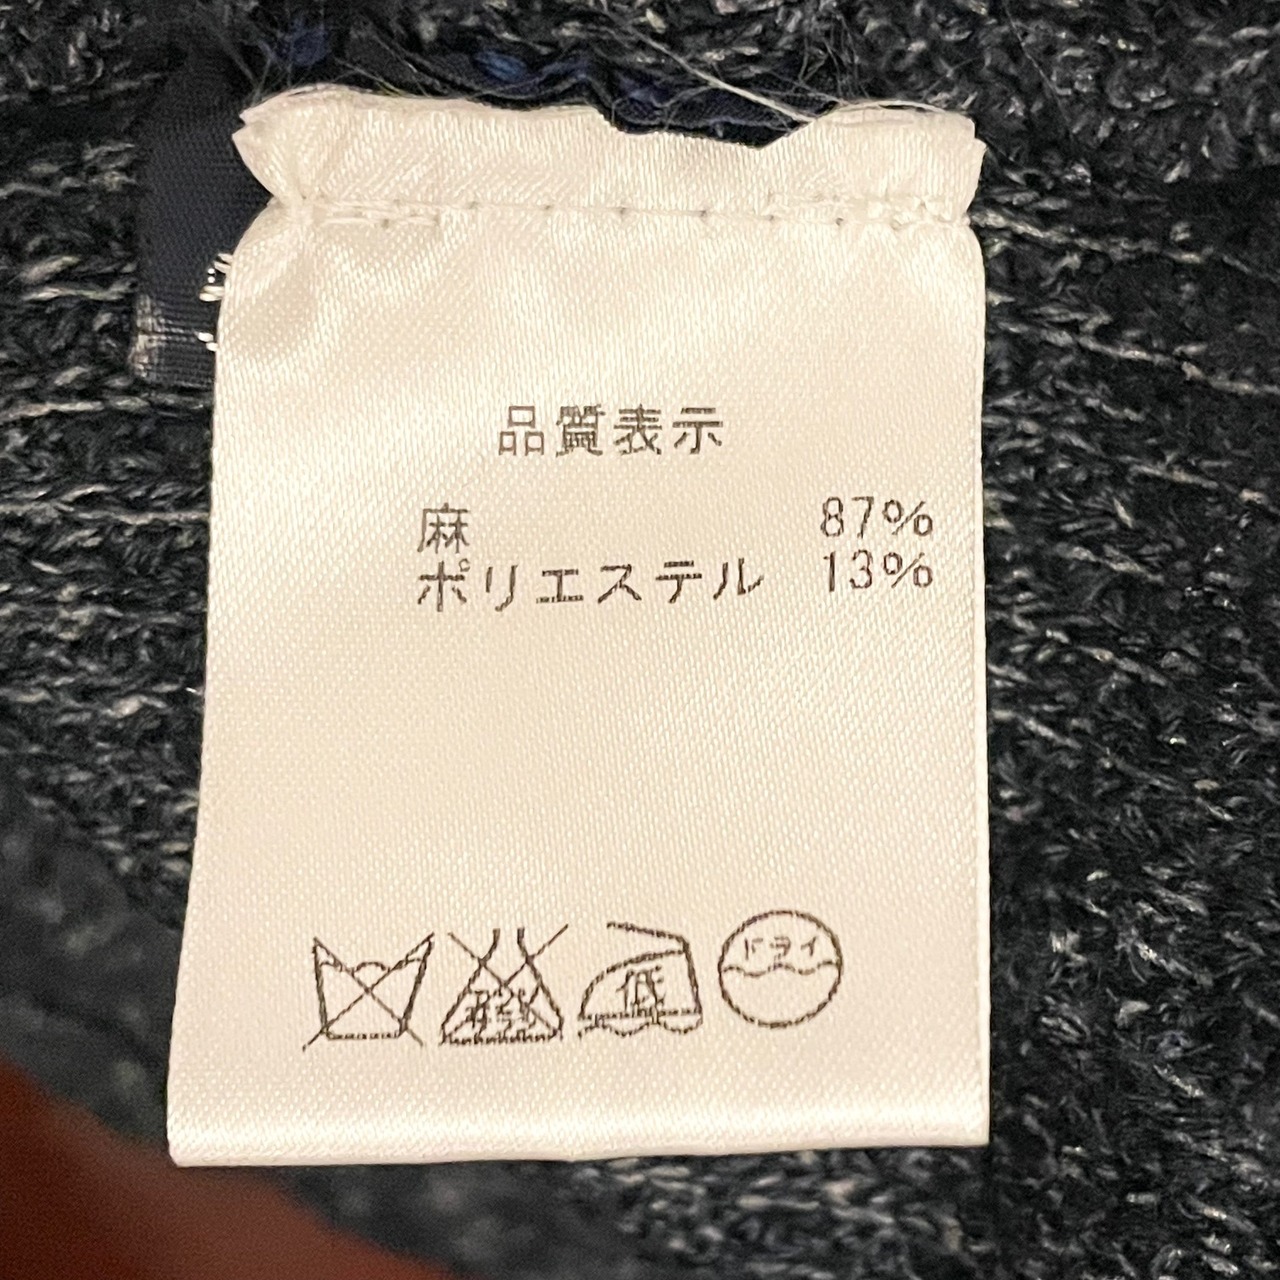 品質表示
麻 87%
ポリエステル 13%
低 ドライ